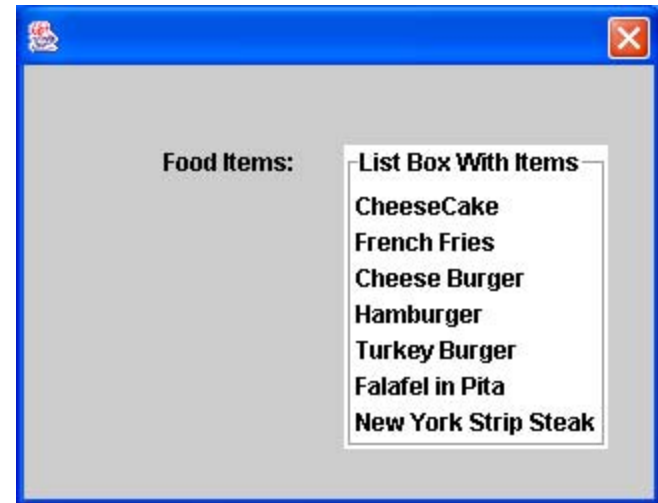 Food Items:
List Box With Items
CheeseCake
French Fries
Cheese Burger
Hamburger
Turkey Burger
Falafel in Pita
New York Strip Steak